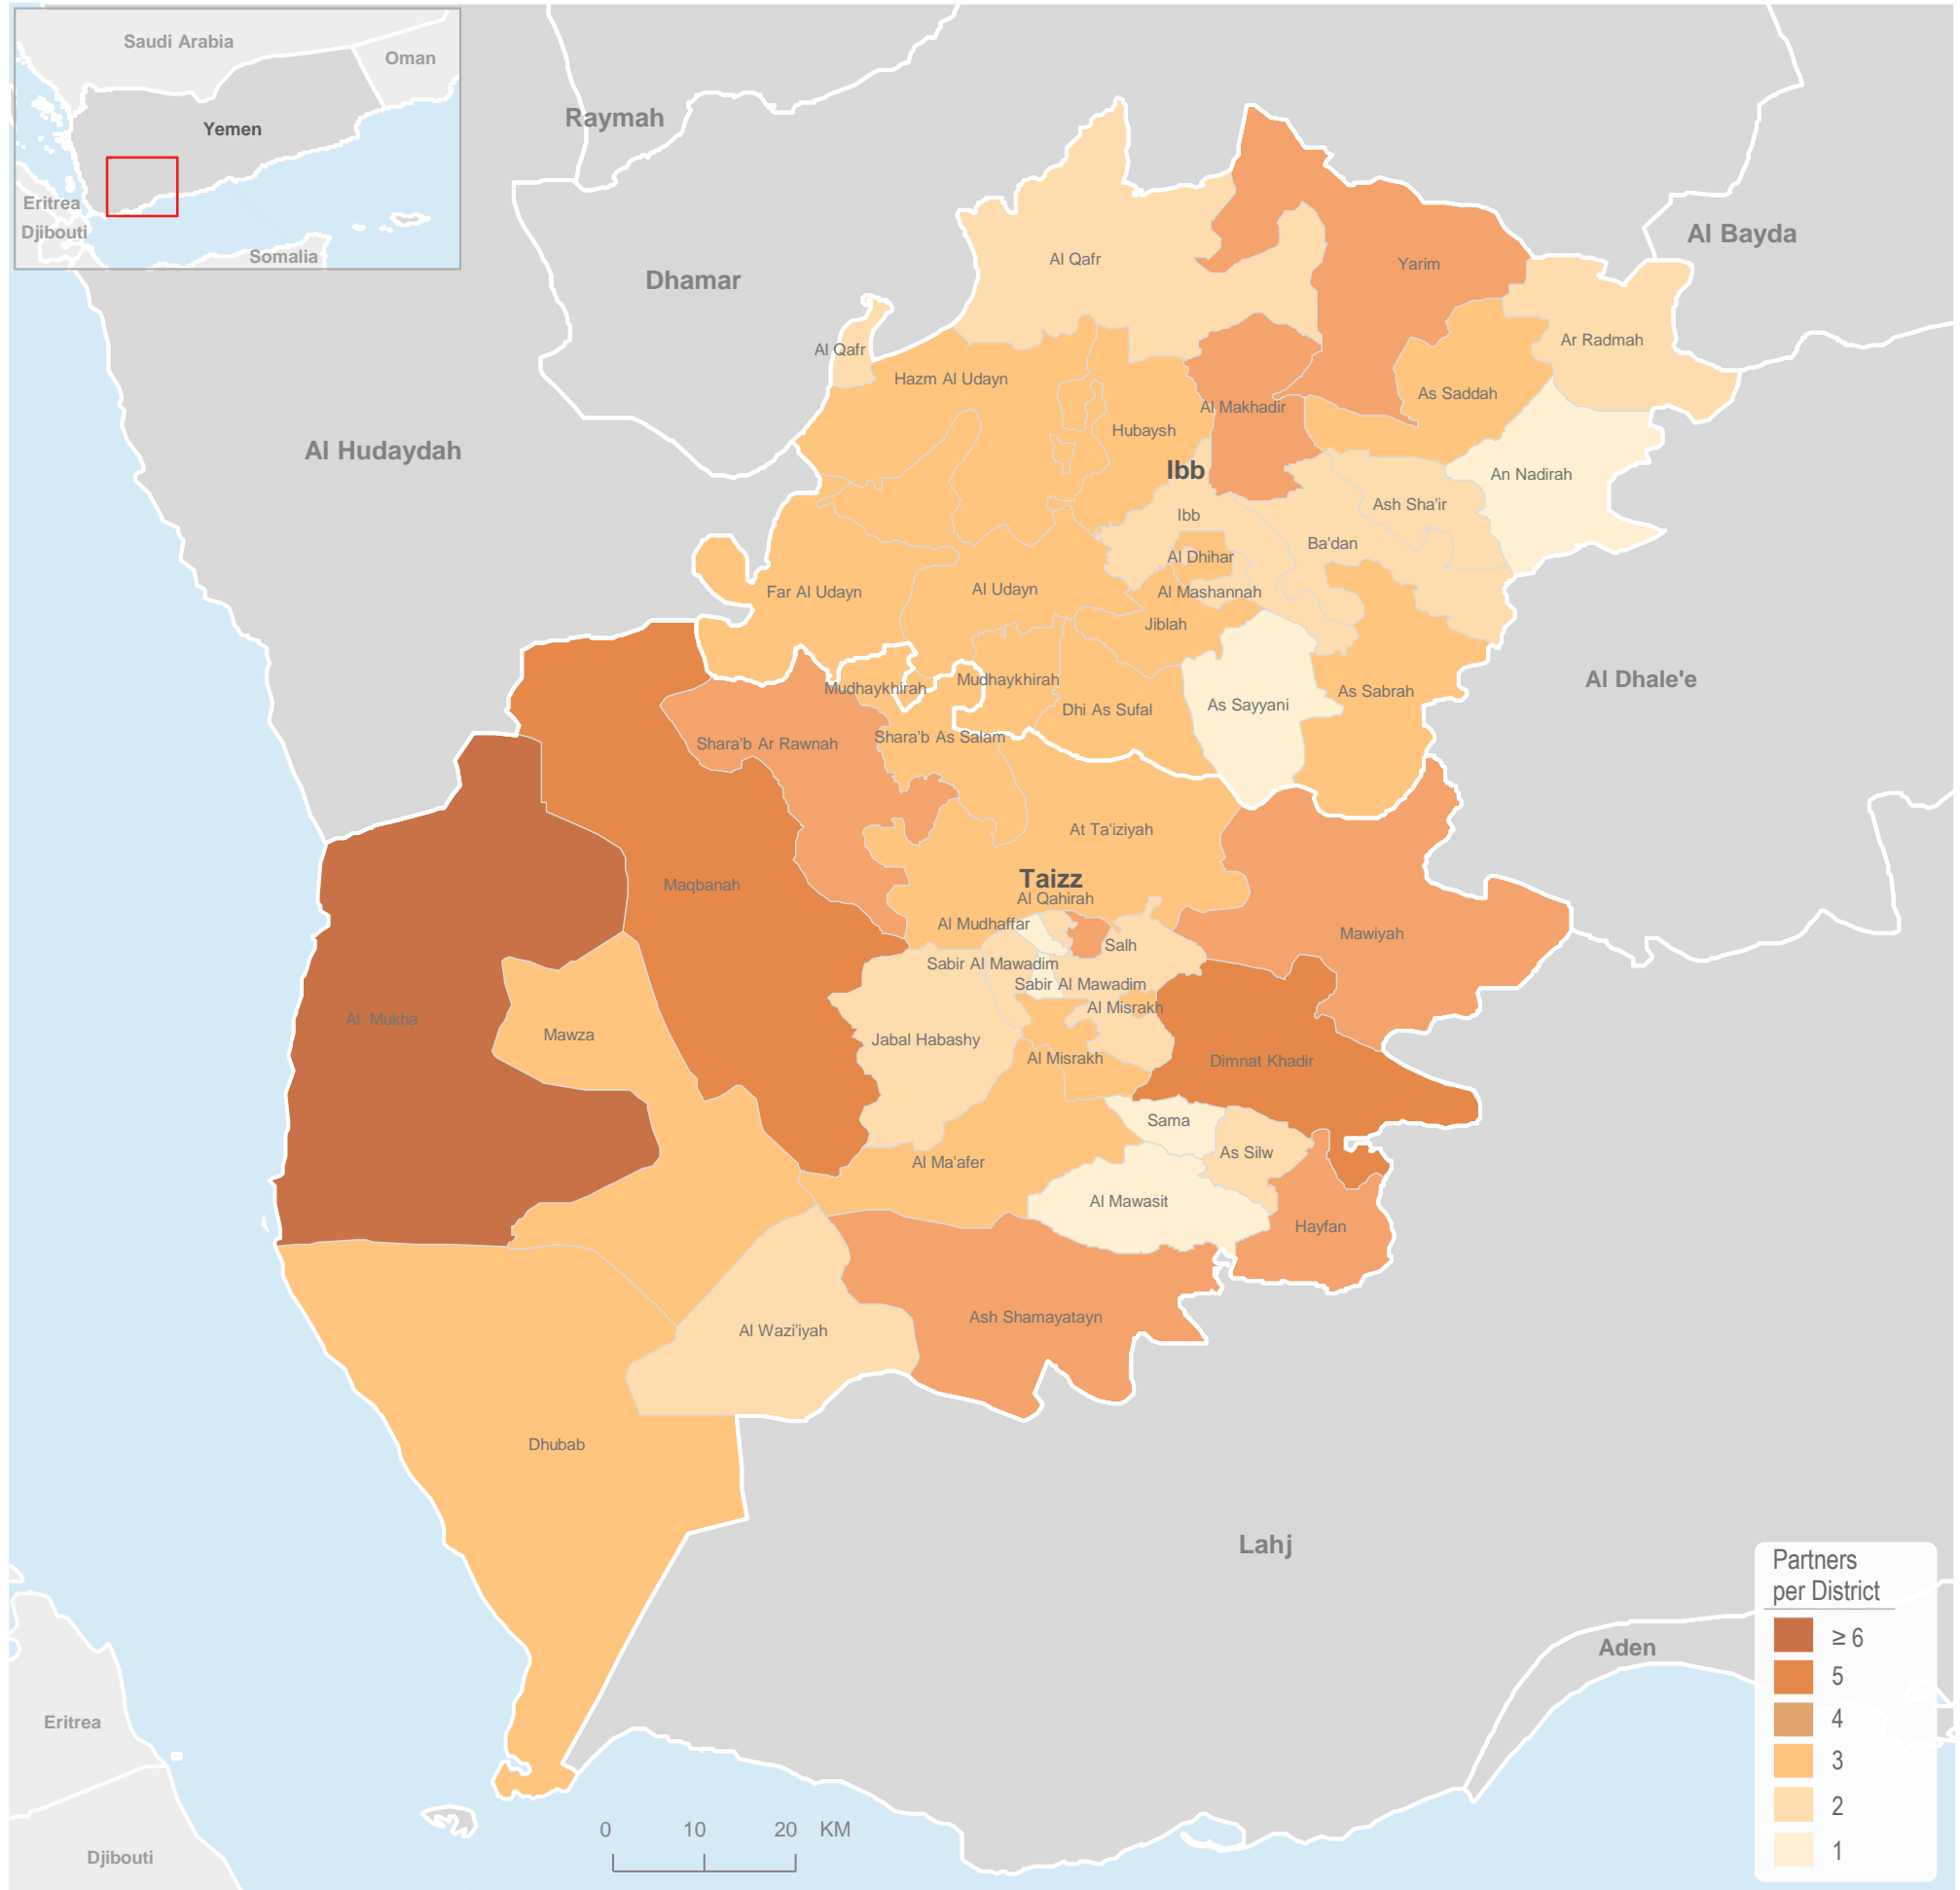 Saudi Arabia
Oman
Yemen
Eritrea
Djibouti
Somalia
Raymah
Al Bayda
Al Qafr
Yarim
Dhamar
Ar Radmah
Al Qafr
Hazm Al Udayn
As Saddah
Al Makhadir
Hubaysh
Al Hudaydah
Ibb
An Nadirah
Ash Sha'ir
Ibb
Ba'dan
Al Dhihar
Far Al Udayn
Al Udayn
Al Mashannah
Jiblah
Al Dhale'e
Mudhaykhirah
Mudhaykhirah
As Sabrah
As Sayyani
Dhi As Sufal
Shara'b Ar Rawnah
Shara'b As Salam
At Ta'iziyah
Taizz
Maqbanah
Al Qahirah
Al Mudhaffar
Mawiyah
Salh
Sabir Al Mawadim
Sabir Al Mawadim
Al Misrakh
Al Mukha
Mawza
Jabal Habashy
Al Misrakh
Dimnat Khadir
Sama
As Silw
Al Ma'afer
Al Mawasit
Hayfan
Ash Shamayatayn
Al Wazi'iyah
Dhubab
Lahj
Aden
Partners
per District
≥ 6
5
4
3
2
1
Eritrea
Djibouti
0 10 20 KM